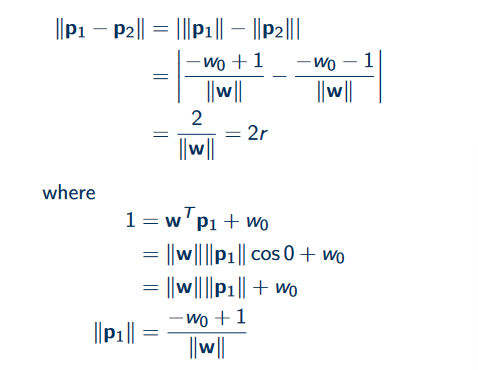 ‖p₁ − p₂‖ = |‖p₁‖ − ‖p₂‖|
= | (−w₀ + 1)/‖w‖ − (−w₀ − 1)/‖w‖ |
= 2/‖w‖ = 2r
where
1 = wᵀp₁ + w₀
= ‖w‖‖p₁‖ cos 0 + w₀
= ‖w‖‖p₁‖ + w₀
‖p₁‖ = (−w₀ + 1)/‖w‖